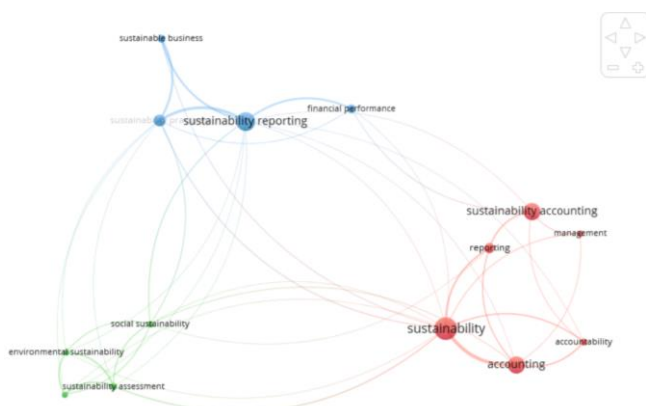 sustainable business
financial performance
sustainability reporting
sustainability accounting
management
reporting
social sustainability
sustainability
accountability
environmental sustainability
accounting
sustainability assessment